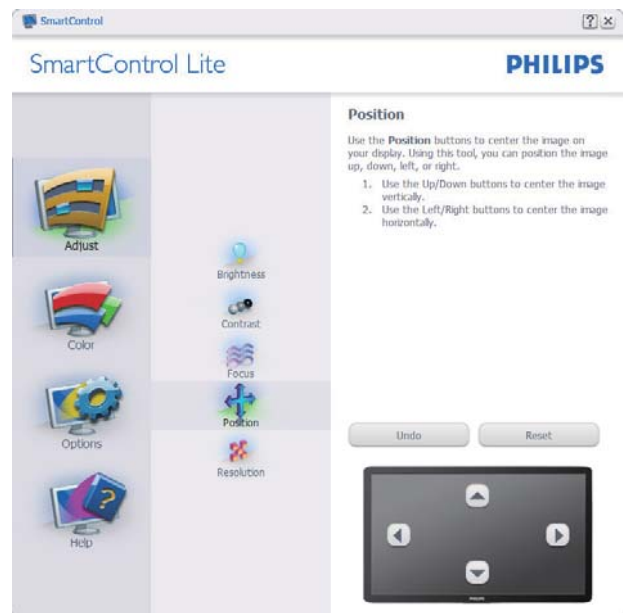 SmartControl
SmartControl Lite
PHILIPS
Adjust
Color
Options
Help
Brightness
Contrast
Focus
Position
Resolution
Position
Use the Position buttons to center the image on
your display. Using this tool, you can position the image
up, down, left, or right.
1. Use the Up/Down buttons to center the image
vertically.
2. Use the Left/Right buttons to center the image
horizontally.
Undo
Reset
PHILIPS